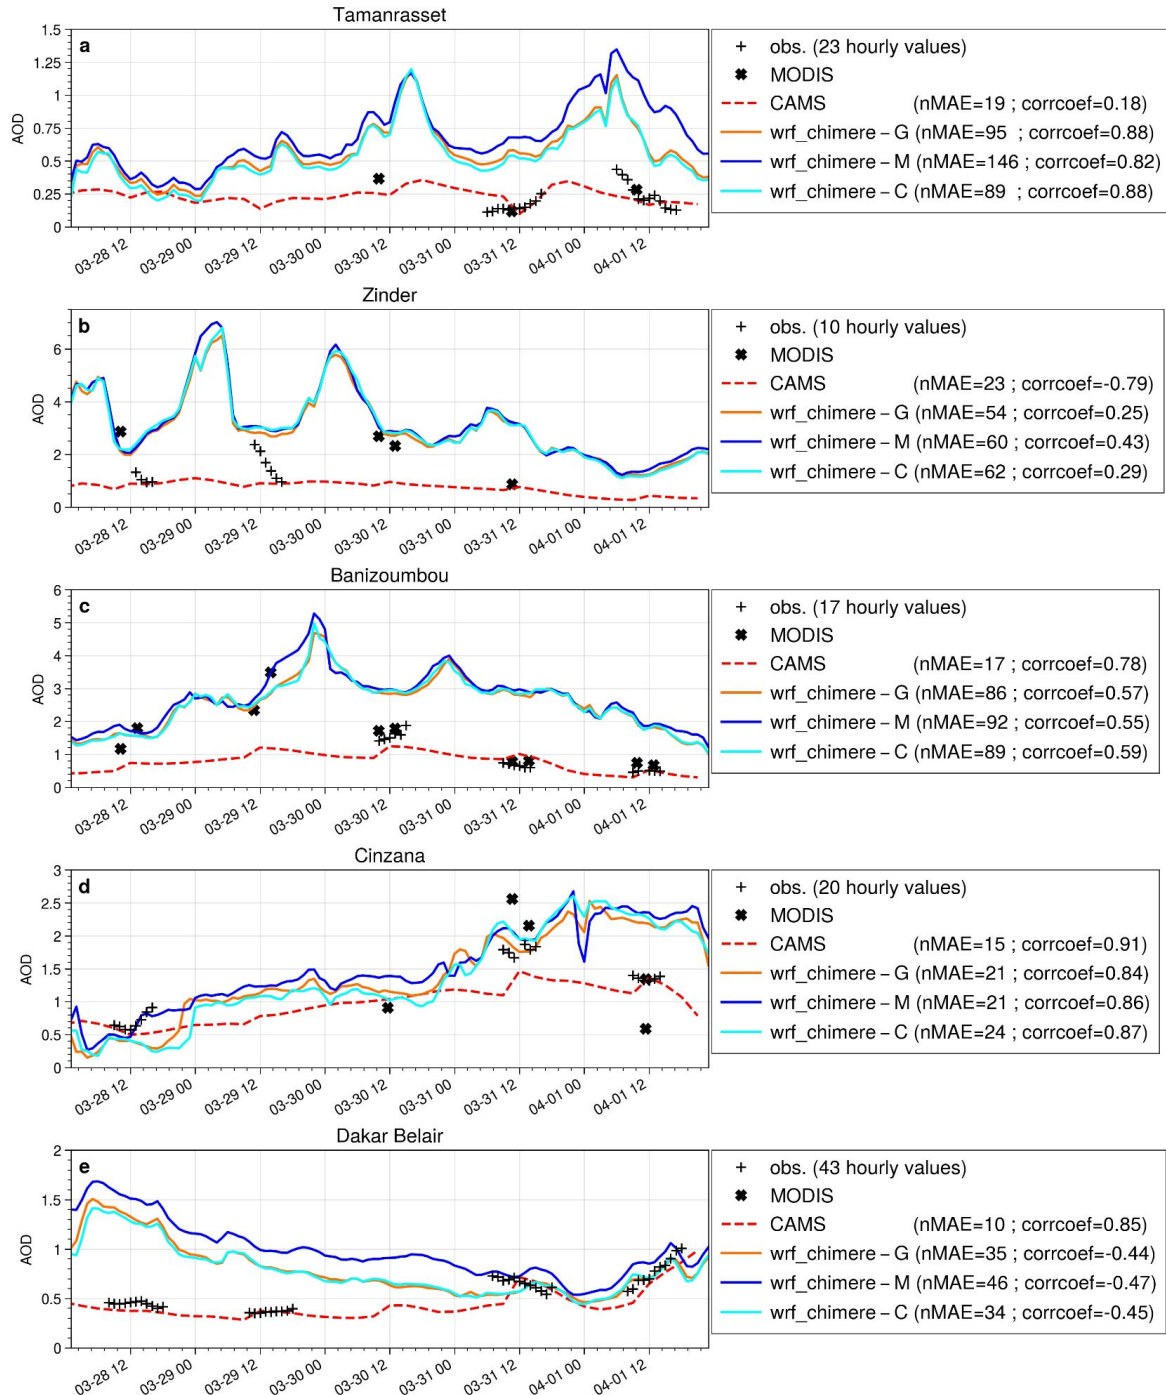 Tamanrasset
a
AOD
1.5
1.25
1
0.75
0.5
0.25
0
03-28 12
03-29 00
03-29 12
03-30 00
03-30 12
03-31 00
03-31 12
04-01 00
04-01 12
obs. (23 hourly values)
MODIS
CAMS (nMAE=19 ; corrcoef=0.18)
wrf_chimere - G (nMAE=95 ; corrcoef=0.88)
wrf_chimere - M (nMAE=146 ; corrcoef=0.82)
wrf_chimere - C (nMAE=89 ; corrcoef=0.88)
Zinder
b
AOD
6
4
2
0
03-28 12
03-29 00
03-29 12
03-30 00
03-30 12
03-31 00
03-31 12
04-01 00
04-01 12
obs. (10 hourly values)
MODIS
CAMS (nMAE=23 ; corrcoef=-0.79)
wrf_chimere - G (nMAE=54 ; corrcoef=0.25)
wrf_chimere - M (nMAE=60 ; corrcoef=0.43)
wrf_chimere - C (nMAE=62 ; corrcoef=0.29)
Banizoumbou
c
AOD
6
5
4
3
2
1
0
03-28 12
03-29 00
03-29 12
03-30 00
03-30 12
03-31 00
03-31 12
04-01 00
04-01 12
obs. (17 hourly values)
MODIS
CAMS (nMAE=17 ; corrcoef=0.78)
wrf_chimere - G (nMAE=86 ; corrcoef=0.57)
wrf_chimere - M (nMAE=92 ; corrcoef=0.55)
wrf_chimere - C (nMAE=89 ; corrcoef=0.59)
Cinzana
d
AOD
3
2.5
2
1.5
1
0.5
0
03-28 12
03-29 00
03-29 12
03-30 00
03-30 12
03-31 00
03-31 12
04-01 00
04-01 12
obs. (20 hourly values)
MODIS
CAMS (nMAE=15 ; corrcoef=0.91)
wrf_chimere - G (nMAE=21 ; corrcoef=0.84)
wrf_chimere - M (nMAE=21 ; corrcoef=0.86)
wrf_chimere - C (nMAE=24 ; corrcoef=0.87)
Dakar Belair
e
AOD
2
1.5
1
0.5
0
03-28 12
03-29 00
03-29 12
03-30 00
03-30 12
03-31 00
03-31 12
04-01 00
04-01 12
obs. (43 hourly values)
MODIS
CAMS (nMAE=10 ; corrcoef=0.85)
wrf_chimere - G (nMAE=35 ; corrcoef=-0.44)
wrf_chimere - M (nMAE=46 ; corrcoef=-0.47)
wrf_chimere - C (nMAE=34 ; corrcoef=-0.45)